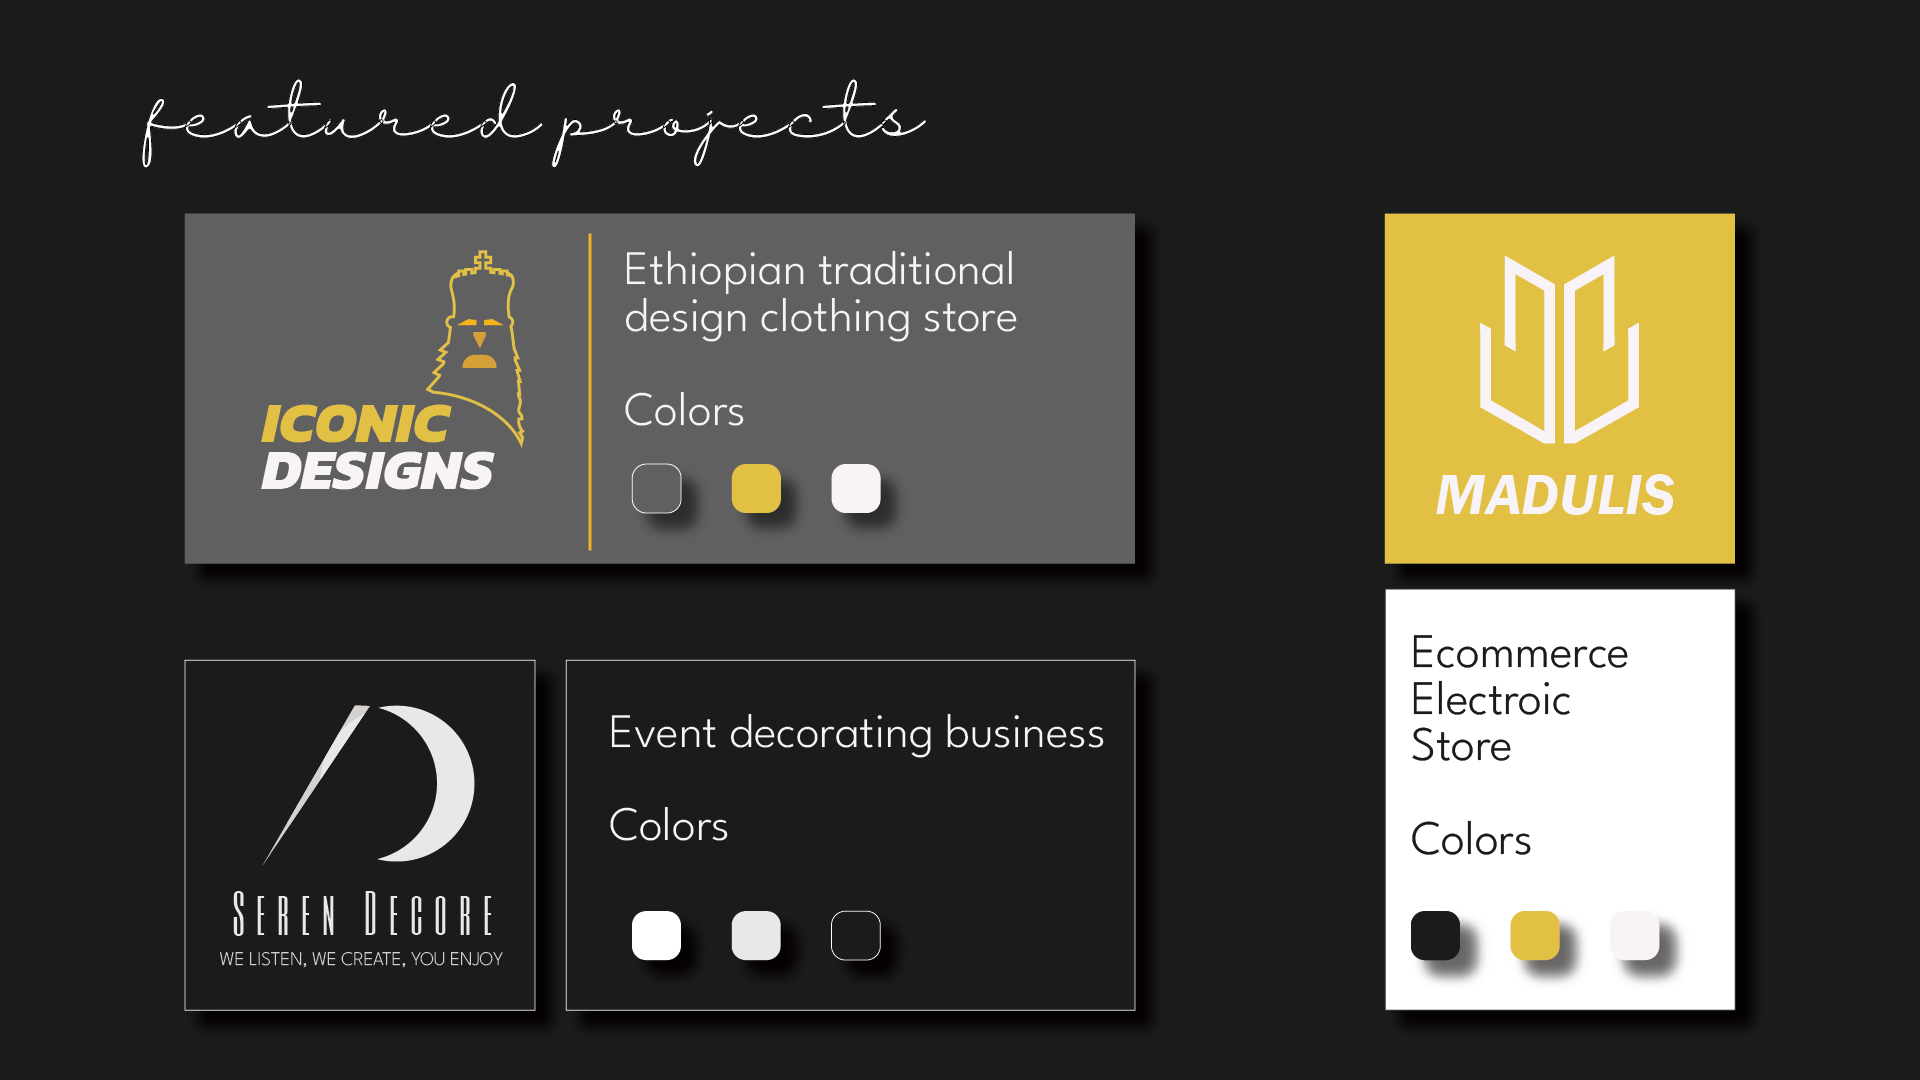 featured projects
ICONIC
DESIGNS
Ethiopian traditional
design clothing store
Colors
MADULIS
Ecommerce
Electroic
Store
Colors
SEREN DECORE
WE LISTEN, WE CREATE, YOU ENJOY
Event decorating business
Colors